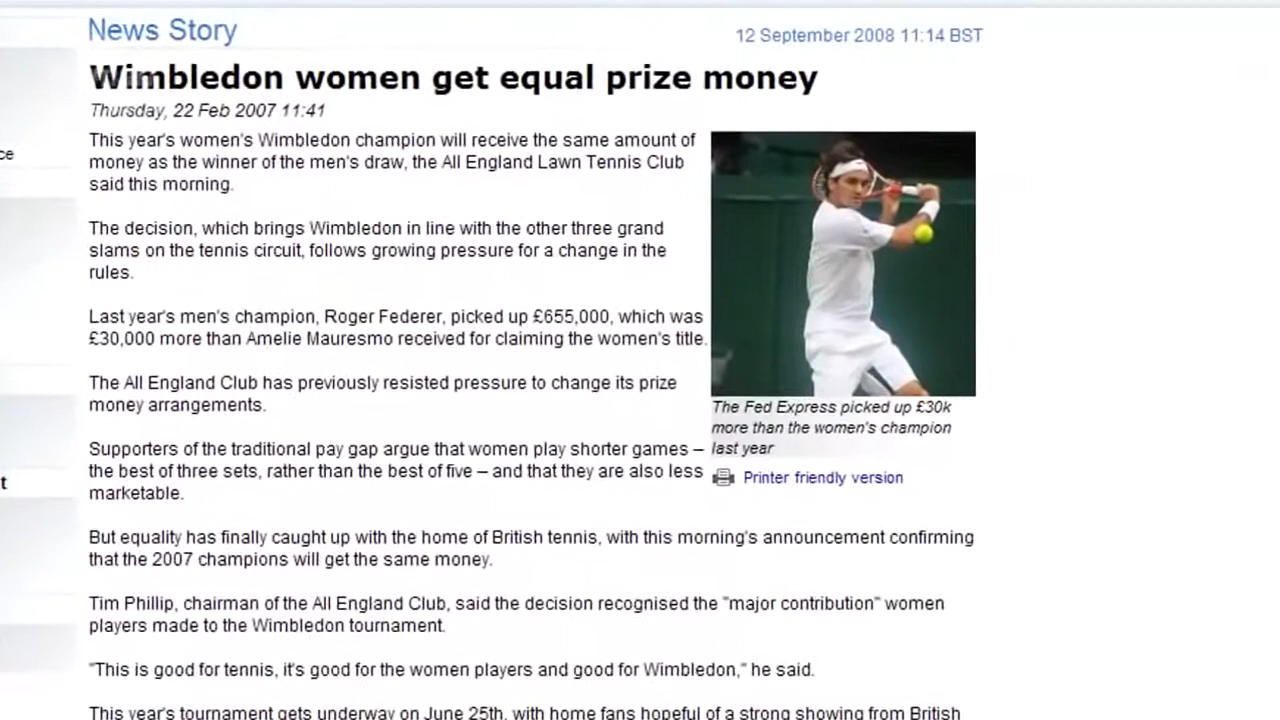 News Story
12 September 2008 11:14 BST
Wimbledon women get equal prize money
Thursday, 22 Feb 2007 11:41
This year's women's Wimbledon champion will receive the same amount of
money as the winner of the men's draw, the All England Lawn Tennis Club
said this morning.
The decision, which brings Wimbledon in line with the other three grand
slams on the tennis circuit, follows growing pressure for a change in the
rules.
Last year's men's champion, Roger Federer, picked up £655,000, which was
£30,000 more than Amelie Mauresmo received for claiming the women's title.
The All England Club has previously resisted pressure to change its prize
money arrangements.
Supporters of the traditional pay gap argue that women play shorter games –
the best of three sets, rather than the best of five – and that they are also less
marketable.
The Fed Express picked up £30k
more than the women's champion
last year
Printer friendly version
But equality has finally caught up with the home of British tennis, with this morning's announcement confirming
that the 2007 champions will get the same money.
Tim Phillip, chairman of the All England Club, said the decision recognised the "major contribution" women
players made to the Wimbledon tournament.
"This is good for tennis, it's good for the women players and good for Wimbledon," he said.
This year's tournament gets underway on June 25th, with home fans hopeful of a strong showing from British
ce
t